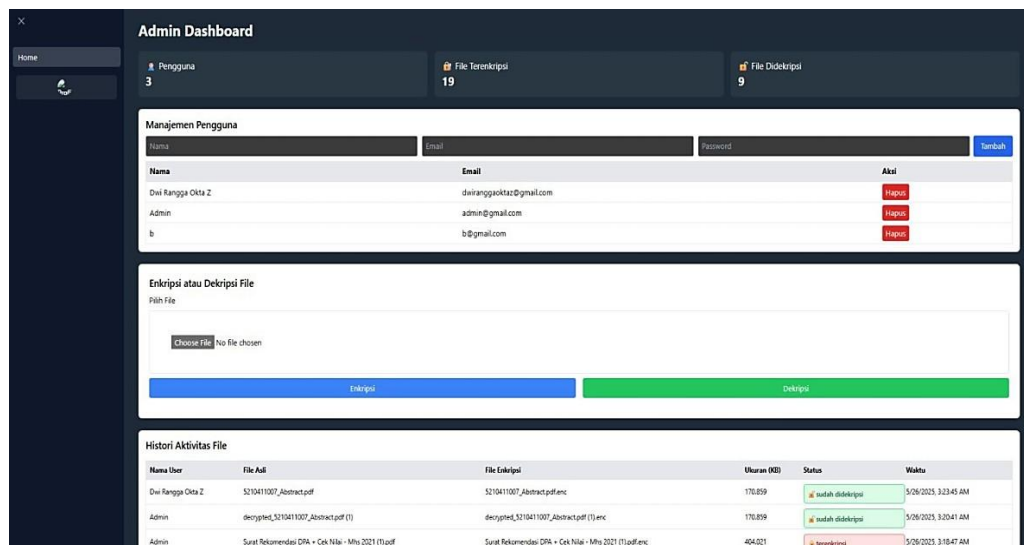 ×
Admin Dashboard
Home
Pengguna File Terenkripsi File Didekripsi
3 19 9
Manajemen Pengguna
Nama Email Password Tambah
Nama Email Aksi
Dwi Rangga Okta Z dwiranggaoktaz@gmail.com Hapus
Admin admin@gmail.com Hapus
b b@gmail.com Hapus
Enkripsi atau Dekripsi File
Pilih File
Choose File No file chosen
Enkripsi Dekripsi
Histori Aktivitas File
Nama User File Asli File Enkripsi Ukuran (KB) Status Waktu
Dwi Rangga Okta Z 5210411007_Abstract.pdf 5210411007_Abstract.pdf.enc 170.859 sudah didekripsi 5/26/2025, 3:23:45 AM
Admin decrypted_5210411007_Abstract.pdf (1) decrypted_5210411007_Abstract.pdf (1).enc 170.859 sudah didekripsi 5/26/2025, 3:20:41 AM
Admin Surat Rekomendasi DPA + Cek Nilai - Mhs 2021 (1).pdf Surat Rekomendasi DPA + Cek Nilai - Mhs 2021 (1).pdf.enc 404.021 terenkripsi 5/26/2025, 3:18:47 AM